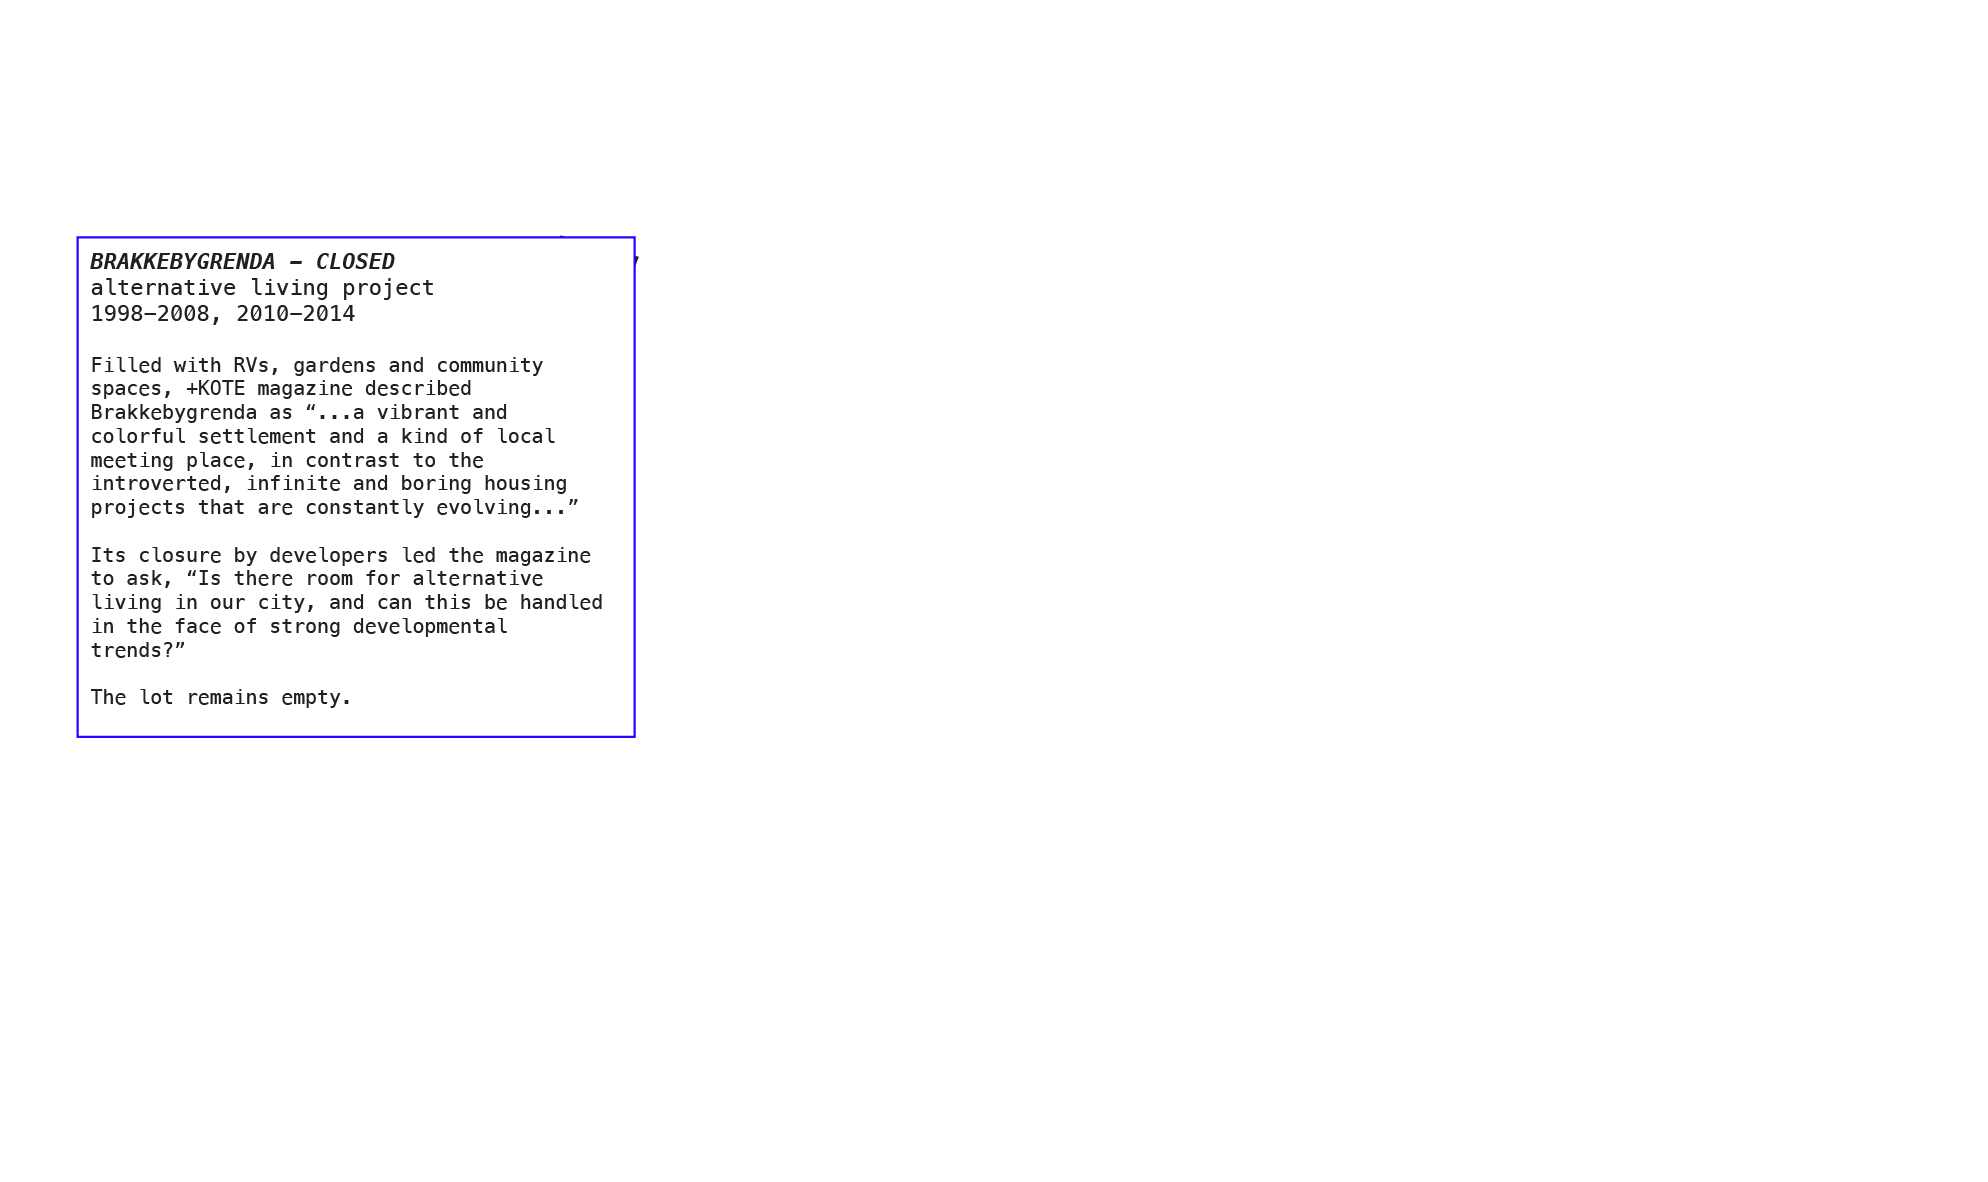 BRAKKEBYGRENDA – CLOSED
alternative living project
1998–2008, 2010–2014
Filled with RVs, gardens and community
spaces, +KOTE magazine described
Brakkebygrenda as “...a vibrant and
colorful settlement and a kind of local
meeting place, in contrast to the
introverted, infinite and boring housing
projects that are constantly evolving...”
Its closure by developers led the magazine
to ask, “Is there room for alternative
living in our city, and can this be handled
in the face of strong developmental
trends?”
The lot remains empty.